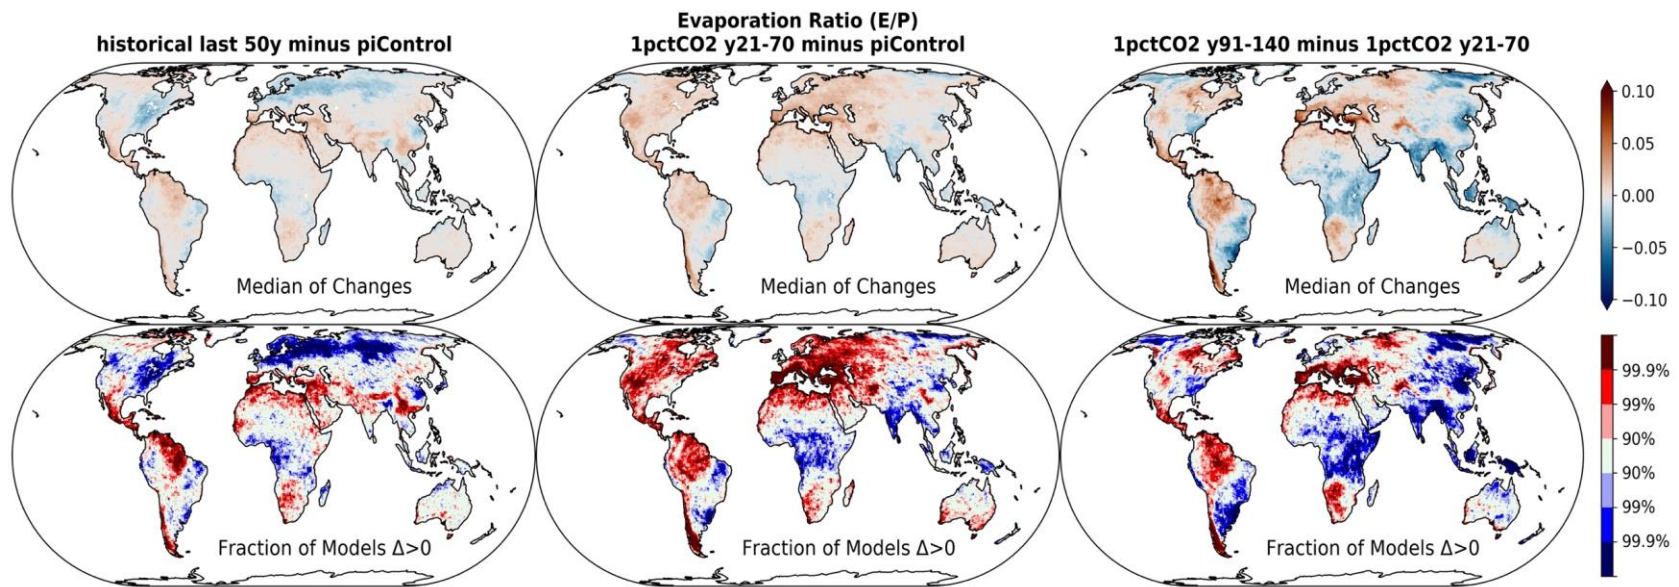 Evaporation Ratio (E/P)
historical last 50y minus piControl
1pctCO2 y21-70 minus piControl
1pctCO2 y91-140 minus 1pctCO2 y21-70
Median of Changes
Median of Changes
Median of Changes
0.10
0.05
0.00
−0.05
−0.10
Fraction of Models Δ>0
Fraction of Models Δ>0
Fraction of Models Δ>0
99.9%
99%
90%
90%
99%
99.9%